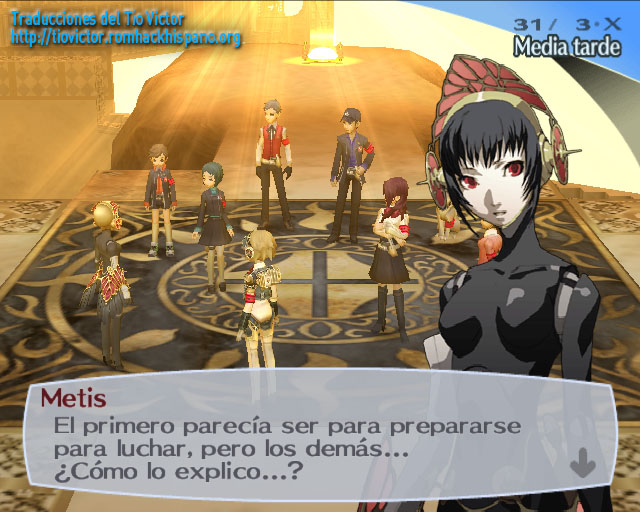 Traducciones del Tio Victor
http://tiovictor.romhackhispano.org
31/ 3·X
Media tarde
Metis
El primero parecía ser para prepararse
para luchar, pero los demás...
¿Cómo lo explico...?